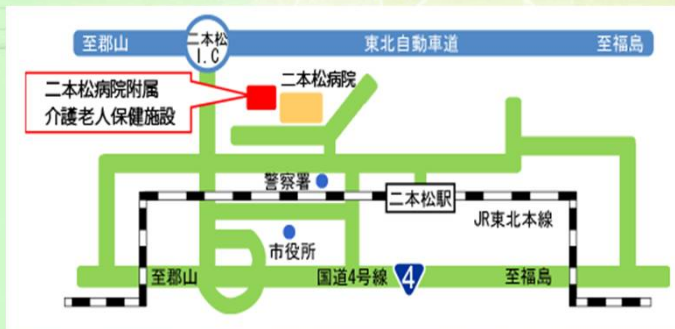 至郡山
二本松
I.C
東北自動車道
至福島
二本松病院附属
介護老人保健施設
二本松病院
警察署
二本松駅
JR東北本線
市役所
至郡山
国道4号線
4
至福島